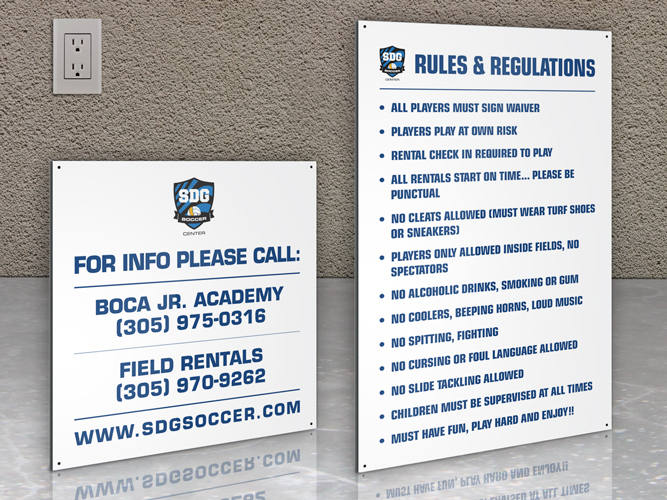 SDG
SOCCER
CENTER
FOR INFO PLEASE CALL:
BOCA JR. ACADEMY
(305) 975-0316
FIELD RENTALS
(305) 970-9262
WWW.SDGSOCCER.COM
SDG
SOCCER
CENTER
RULES & REGULATIONS
• ALL PLAYERS MUST SIGN WAIVER
• PLAYERS PLAY AT OWN RISK
• RENTAL CHECK IN REQUIRED TO PLAY
• ALL RENTALS START ON TIME... PLEASE BE
PUNCTUAL
• NO CLEATS ALLOWED (MUST WEAR TURF SHOES
OR SNEAKERS)
• PLAYERS ONLY ALLOWED INSIDE FIELDS, NO
SPECTATORS
• NO ALCOHOLIC DRINKS, SMOKING OR GUM
• NO COOLERS, BEEPING HORNS, LOUD MUSIC
• NO SPITTING, FIGHTING
• NO CURSING OR FOUL LANGUAGE ALLOWED
• NO SLIDE TACKLING ALLOWED
• CHILDREN MUST BE SUPERVISED AT ALL TIMES
• MUST HAVE FUN, PLAY HARD AND ENJOY!!